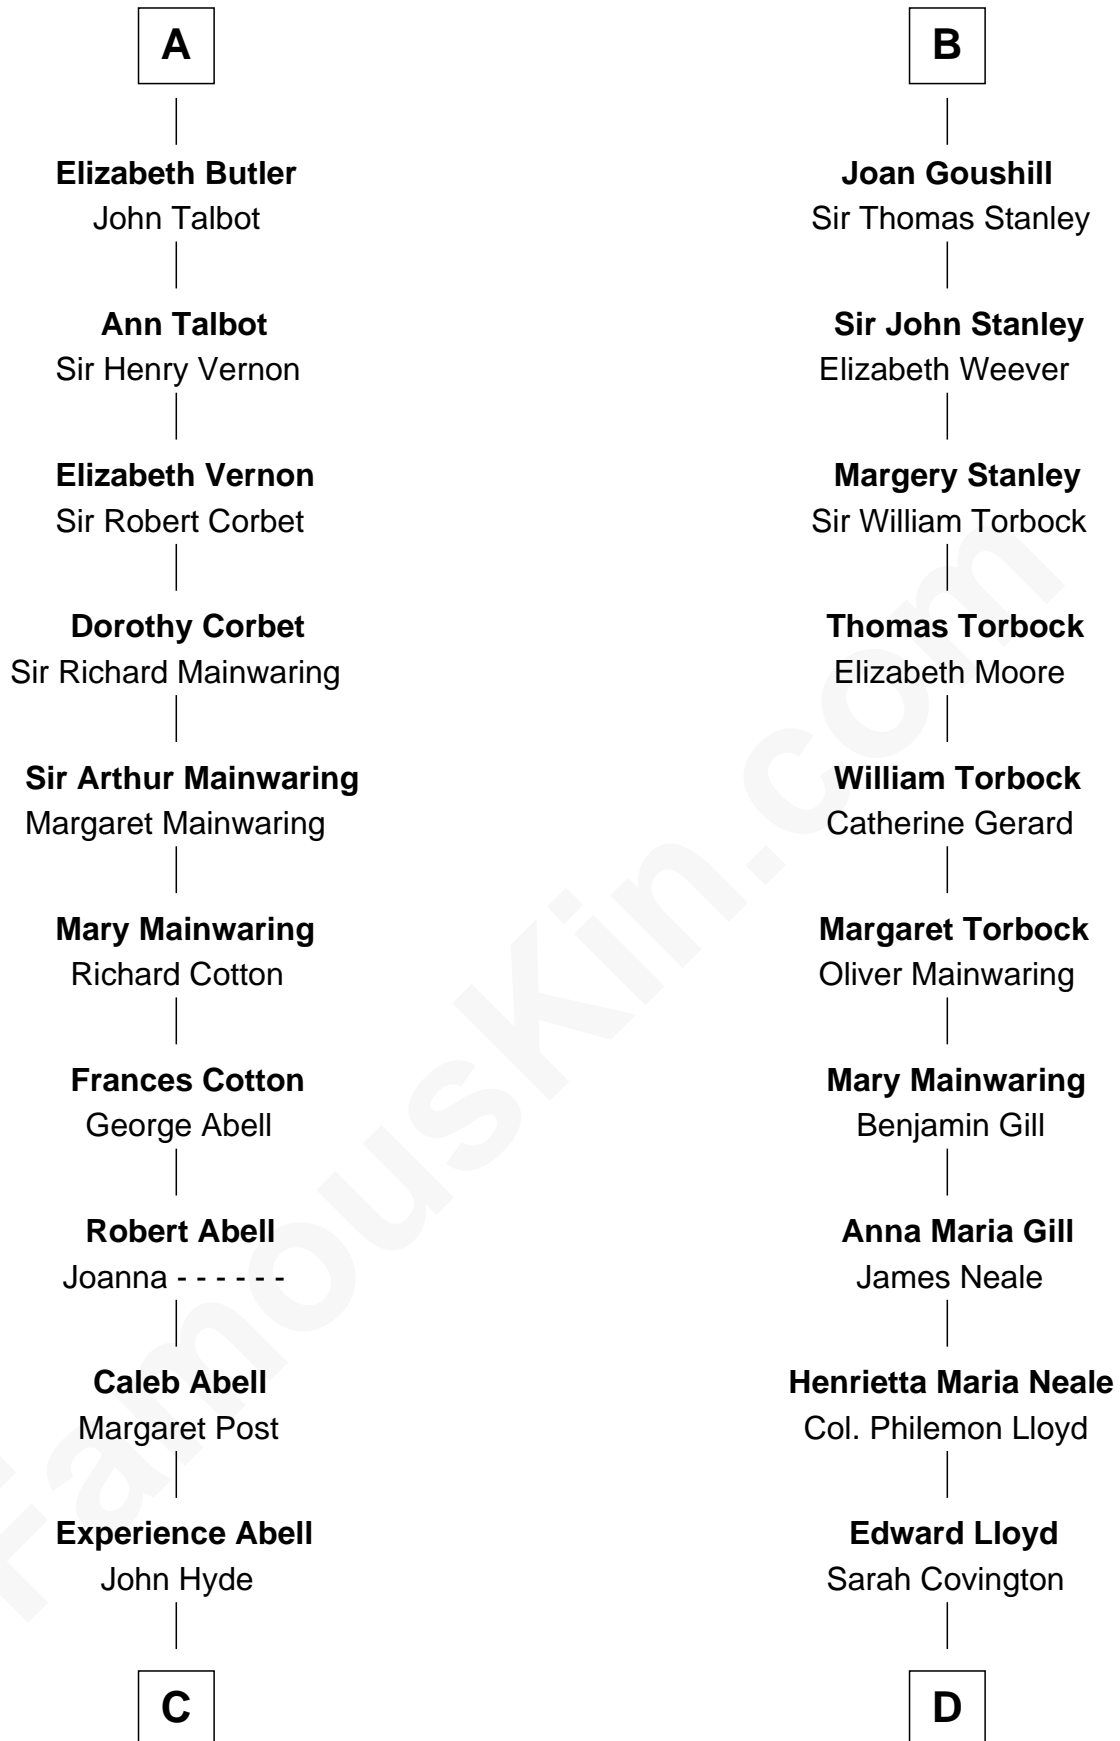 A
Elizabeth Butler
John Talbot
Ann Talbot
Sir Henry Vernon
Elizabeth Vernon
Sir Robert Corbet
Dorothy Corbet
Sir Richard Mainwaring
Sir Arthur Mainwaring
Margaret Mainwaring
Mary Mainwaring
Richard Cotton
Frances Cotton
George Abell
Robert Abell
Joanna - - - - - -
Caleb Abell
Margaret Post
Experience Abell
John Hyde
C
B
Joan Goushill
Sir Thomas Stanley
Sir John Stanley
Elizabeth Weever
Margery Stanley
Sir William Torbock
Thomas Torbock
Elizabeth Moore
William Torbock
Catherine Gerard
Margaret Torbock
Oliver Mainwaring
Mary Mainwaring
Benjamin Gill
Anna Maria Gill
James Neale
Henrietta Maria Neale
Col. Philemon Lloyd
Edward Lloyd
Sarah Covington
D
FamousKin.com